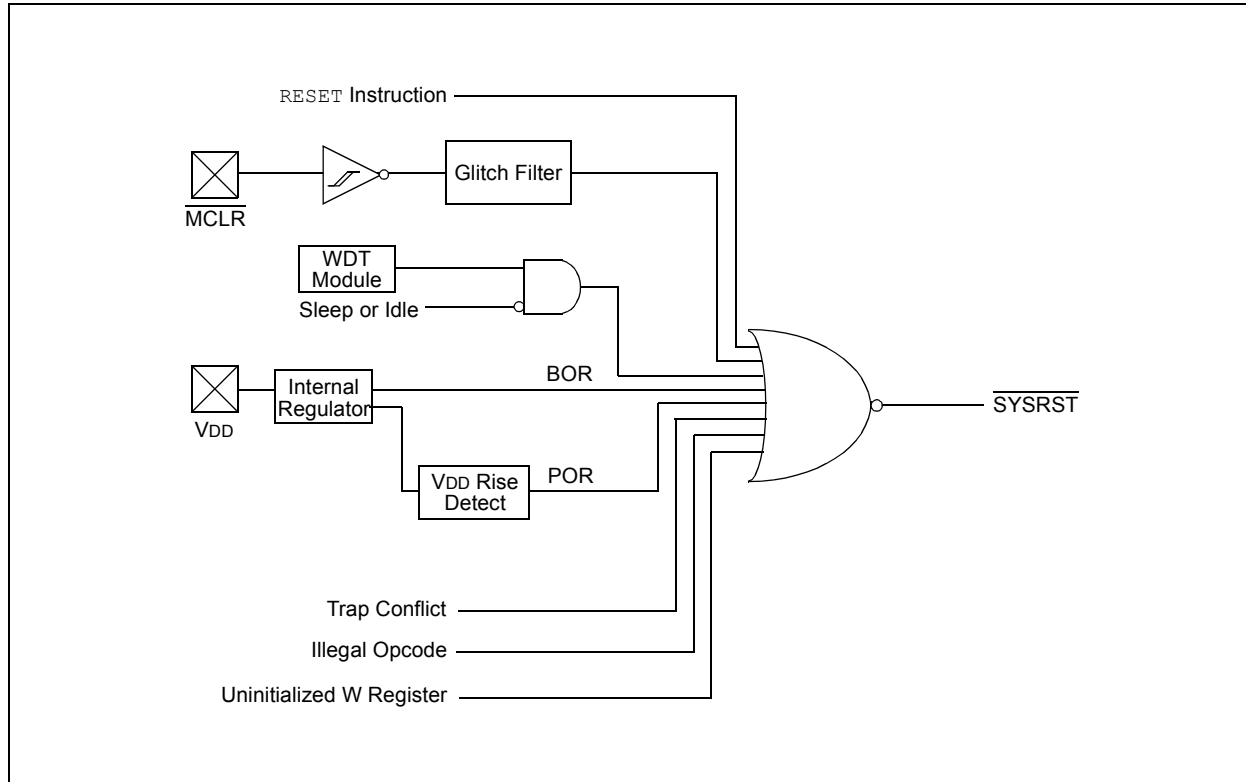 RESET Instruction
MCLR
Glitch Filter
WDT
Module
Sleep or Idle
VDD
Internal
Regulator
BOR
VDD Rise
Detect
POR
SYSRST
Trap Conflict
Illegal Opcode
Uninitialized W Register